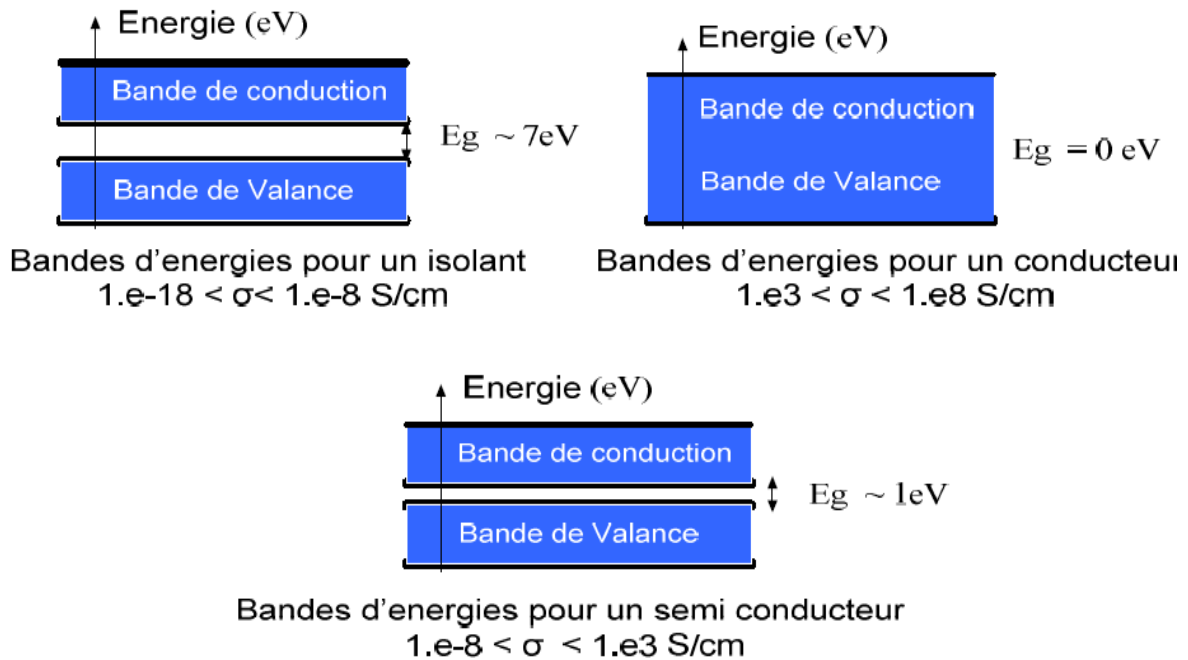 Energie (eV)
Bande de conduction
Eg ~ 7eV
Bande de Valance
Bandes d’energies pour un isolant
1.e-18 < σ< 1.e-8 S/cm
Energie (eV)
Bande de conduction
Eg = 0 eV
Bande de Valance
Bandes d’energies pour un conducteur
1.e3 < σ < 1.e8 S/cm
Energie (eV)
Bande de conduction
Eg ~ 1eV
Bande de Valance
Bandes d’energies pour un semi conducteur
1.e-8 < σ < 1.e3 S/cm